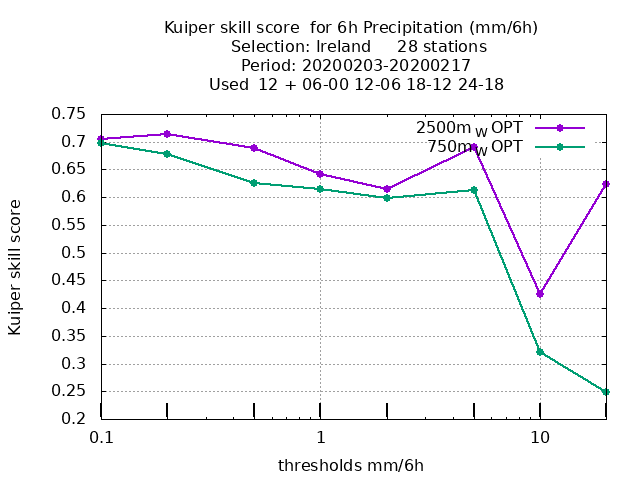 Kuiper skill score  for 6h Precipitation (mm/6h)
Selection: Ireland     28 stations
Period: 20200203-20200217
Used  12 + 06-00 12-06 18-12 24-18
2500m W OPT
750m W OPT
0.75
0.7
0.65
0.6
0.55
0.5
0.45
0.4
0.35
0.3
0.25
0.2
Kuiper skill score
0.1 1 10
thresholds mm/6h